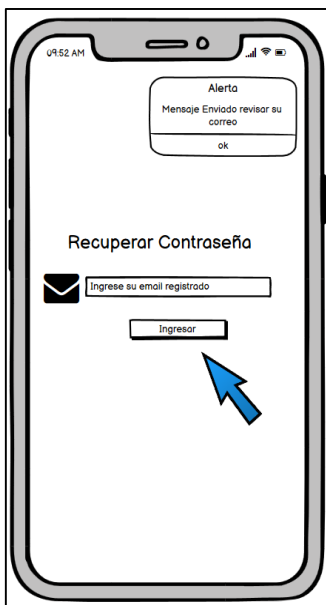 09:52 AM
Alerta
Mensaje Enviado revisar su
correo
ok
Recuperar Contraseña
Ingrese su email registrado
Ingresar